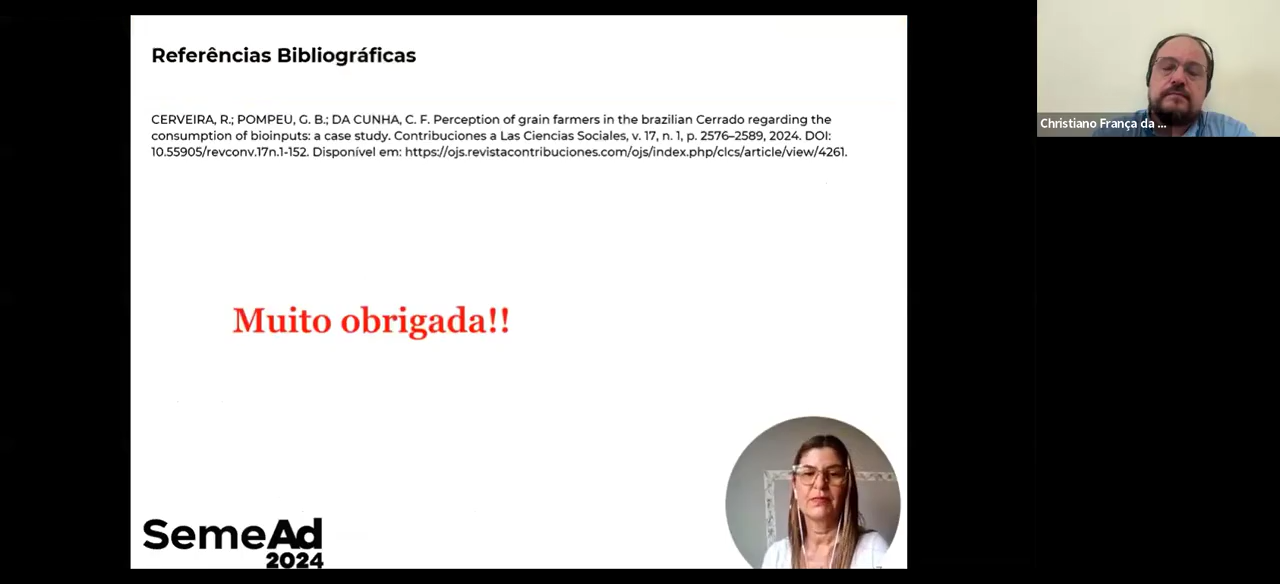 Referências Bibliográficas
CERVEIRA, R.; POMPEU, G. B.; DA CUNHA, C. F. Perception of grain farmers in the brazilian Cerrado regarding the
consumption of bioinputs: a case study. Contribuciones a Las Ciencias Sociales, v. 17, n. 1, p. 2576–2589, 2024. DOI:
10.55905/revconv.17n.1-152. Disponível em: https://ojs.revistacontribuciones.com/ojs/index.php/clcs/article/view/4261.
Muito obrigada!!
SemeAd
2024
Christiano França da ...